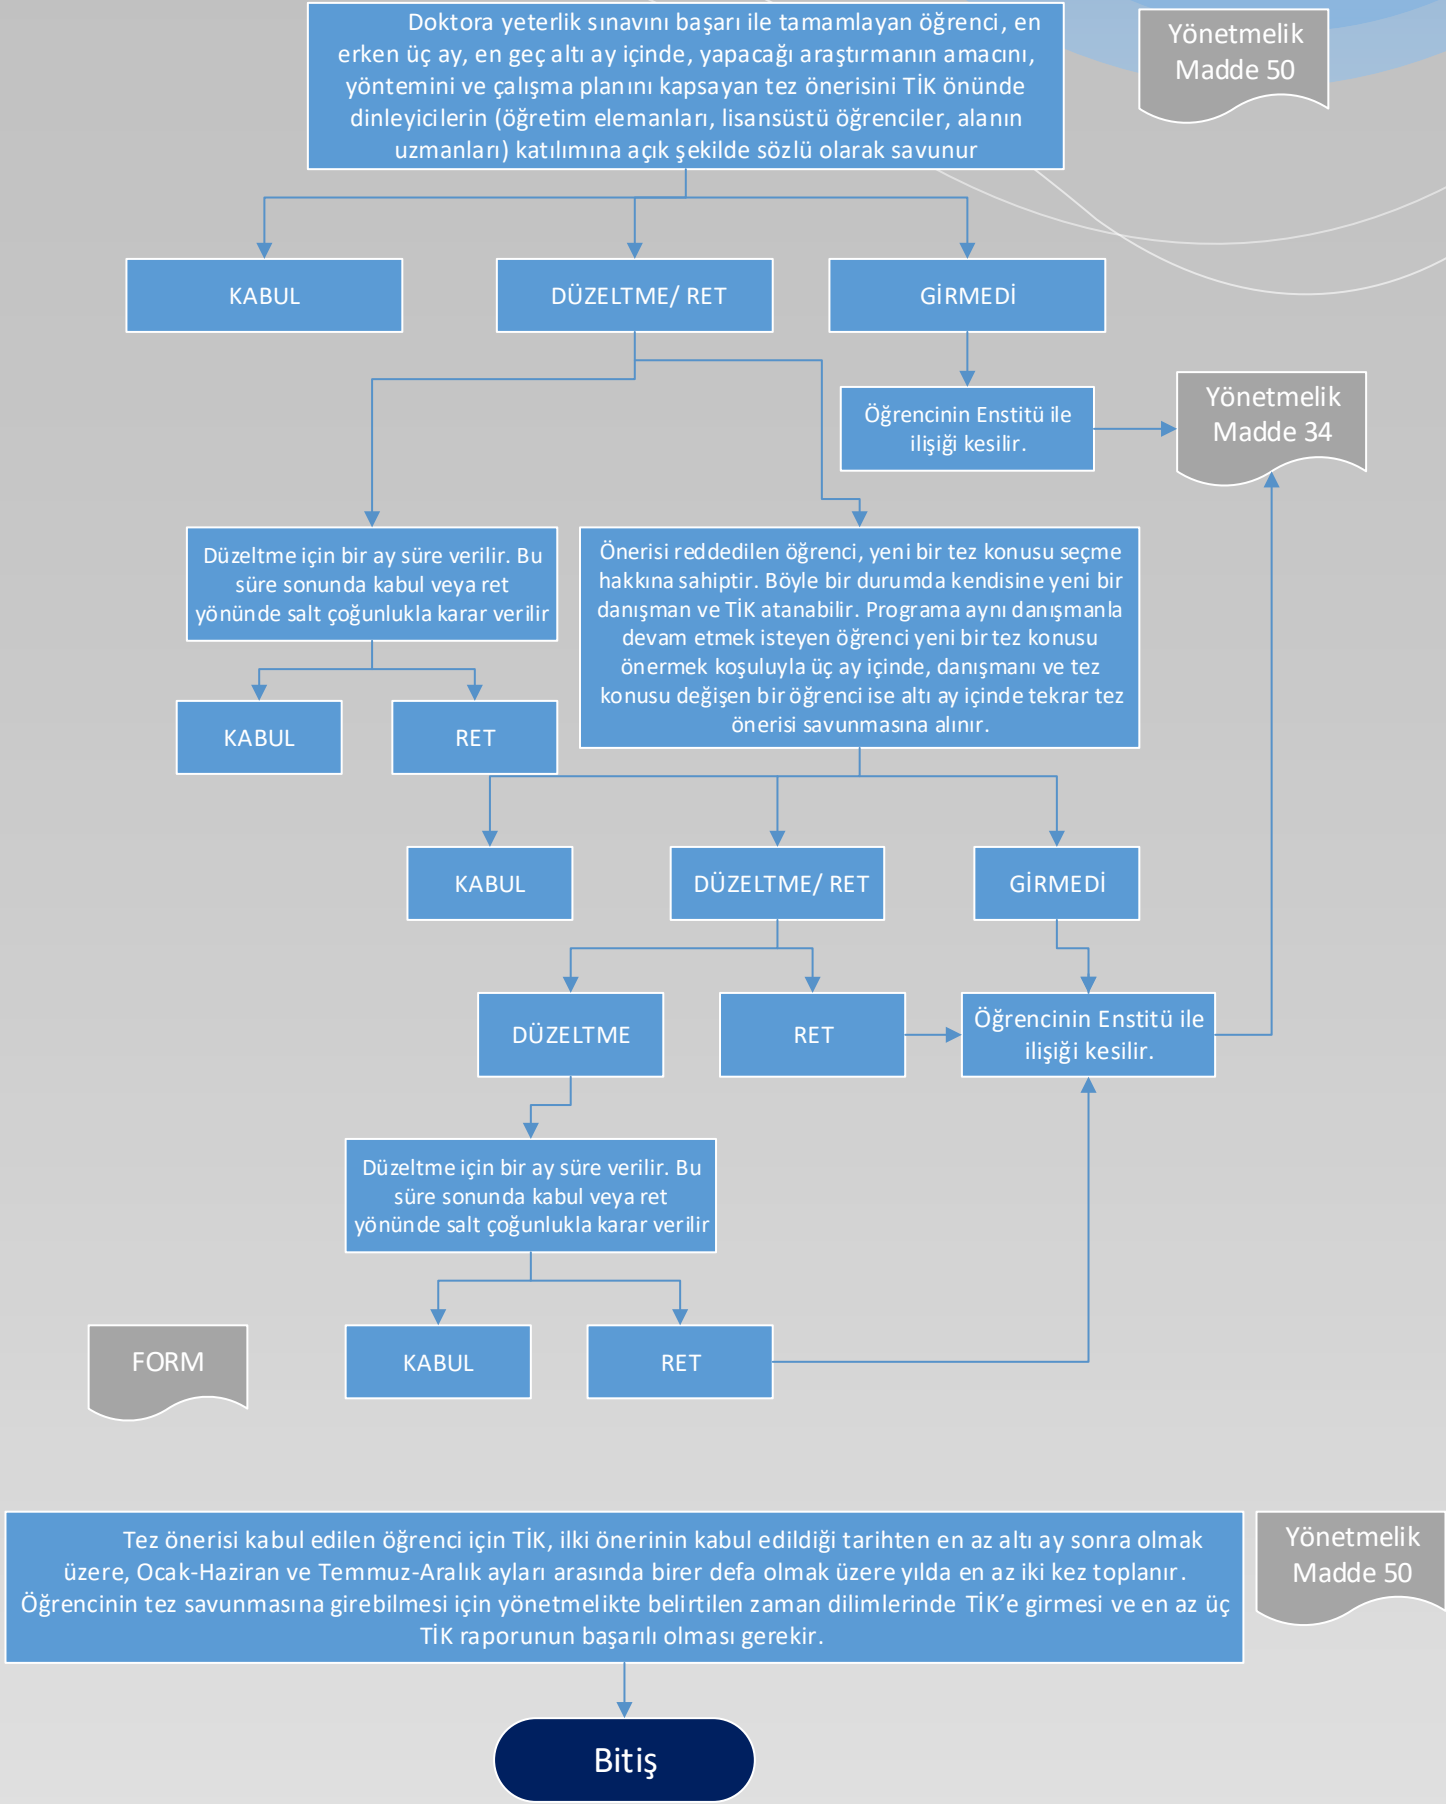 Doktora yeterlik sınavını başarı ile tamamlayan öğrenci, en
erken üç ay, en geç altı ay içinde, yapacağı araştırmanın amacını,
yöntemini ve çalışma planını kapsayan tez önerisini TİK önünde
dinleyicilerin (öğretim elemanları, lisansüstü öğrenciler, alanın
uzmanları) katılımına açık şekilde sözlü olarak savunur
Yönetmelik
Madde 50
KABUL
DÜZELTME/ RET
GİRMEDİ
Öğrencinin Enstitü ile
ilişiği kesilir.
Yönetmelik
Madde 34
Düzeltme için bir ay süre verilir. Bu
süre sonunda kabul veya ret
yönünde salt çoğunlukla karar verilir
Önerisi reddedilen öğrenci, yeni bir tez konusu seçme
hakkına sahiptir. Böyle bir durumda kendisine yeni bir
danışman ve TİK atanabilir. Programa aynı danışmanla
devam etmek isteyen öğrenci yeni bir tez konusu
önermek koşuluyla üç ay içinde, danışmanı ve tez
konusu değişen bir öğrenci ise altı ay içinde tekrar tez
önerisi savunmasına alınır.
KABUL
RET
KABUL
DÜZELTME/ RET
GİRMEDİ
DÜZELTME
RET
Öğrencinin Enstitü ile
ilişiği kesilir.
Düzeltme için bir ay süre verilir. Bu
süre sonunda kabul veya ret
yönünde salt çoğunlukla karar verilir
FORM
KABUL
RET
Tez önerisi kabul edilen öğrenci için TİK, ilki önerinin kabul edildiği tarihten en az altı ay sonra olmak
üzere, Ocak-Haziran ve Temmuz-Aralık ayları arasında birer defa olmak üzere yılda en az iki kez toplanır.
Öğrencinin tez savunmasına girebilmesi için yönetmelikte belirtilen zaman dilimlerinde TİK’e girmesi ve en az üç
TİK raporunun başarılı olması gerekir.
Yönetmelik
Madde 50
Bitiş